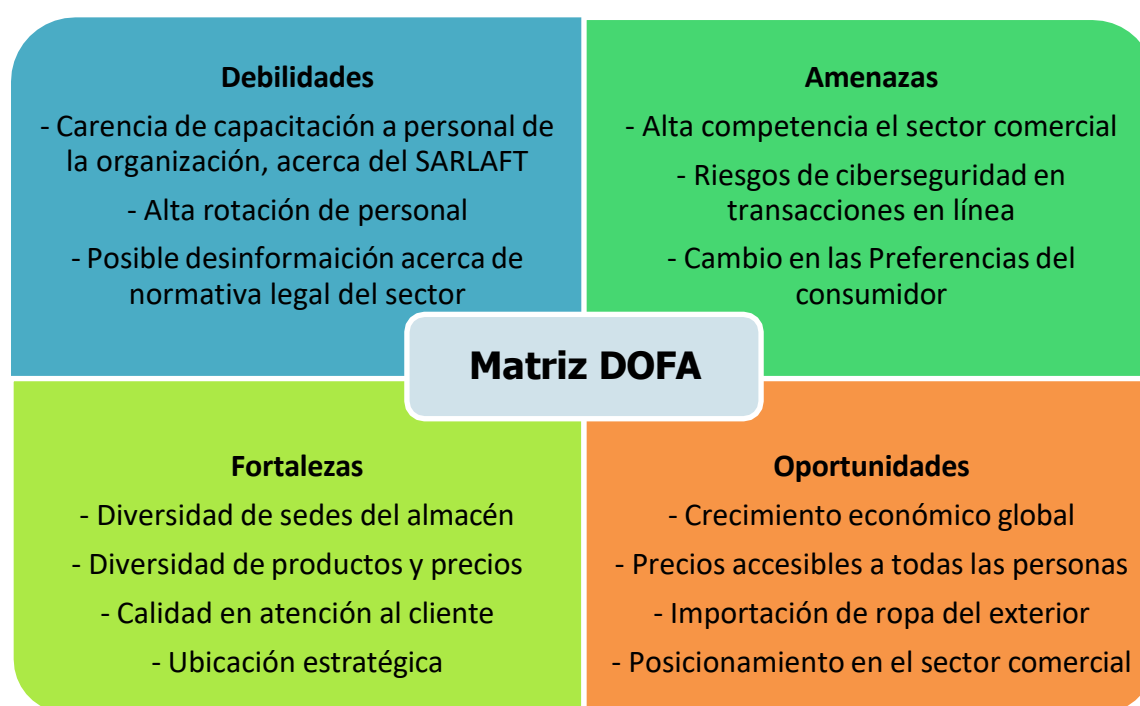 Debilidades
- Carencia de capacitación a personal de
la organización, acerca del SARLAFT
- Alta rotación de personal
- Posible desinformaición acerca de
normativa legal del sector
Amenazas
- Alta competencia el sector comercial
- Riesgos de ciberseguridad en
transacciones en línea
- Cambio en las Preferencias del
consumidor
Matriz DOFA
Fortalezas
- Diversidad de sedes del almacén
- Diversidad de productos y precios
- Calidad en atención al cliente
- Ubicación estratégica
Oportunidades
- Crecimiento económico global
- Precios accesibles a todas las personas
- Importación de ropa del exterior
- Posicionamiento en el sector comercial